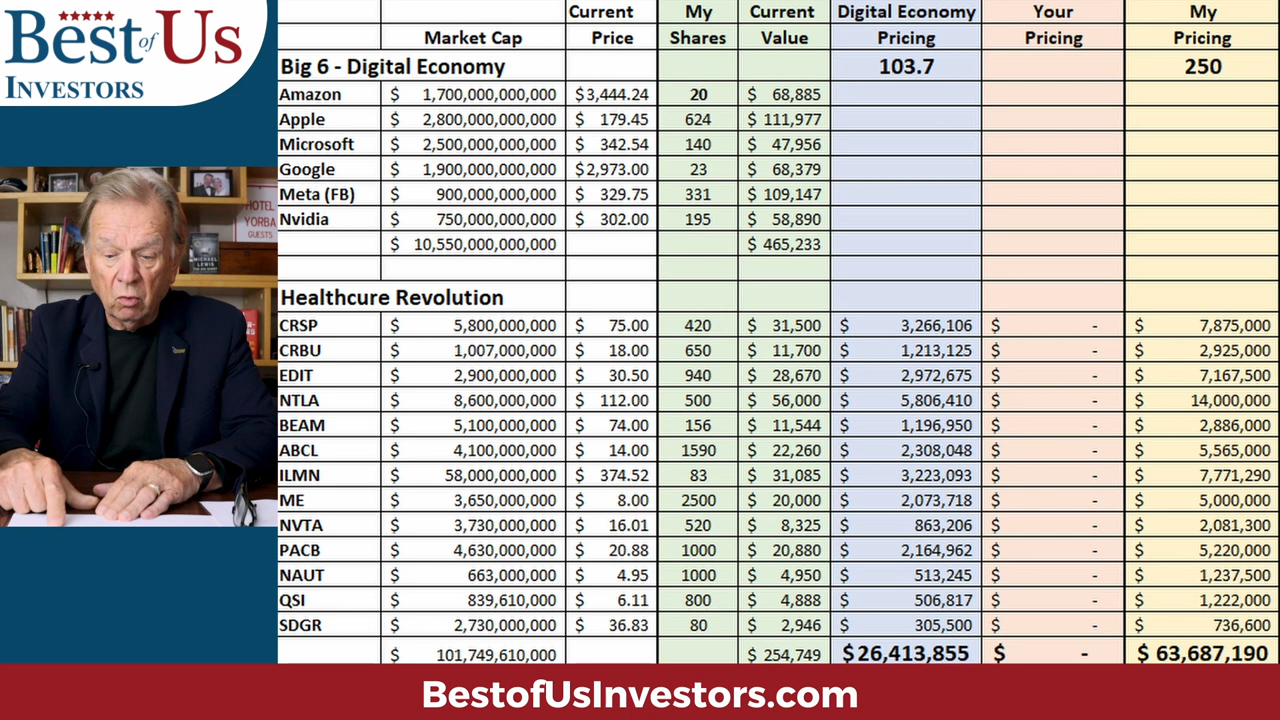 ★★★★★
Best of Us
INVESTORS
HOTEL
YORBA
GUESTS
MICHAEL
LEWIS
Current My Current Digital Economy Your My
Market Cap Price Shares Value Pricing Pricing Pricing
Big 6 - Digital Economy 103.7 250
Amazon $ 1,700,000,000,000 $3,444.24 20 $ 68,885
Apple $ 2,800,000,000,000 $ 179.45 624 $ 111,977
Microsoft $ 2,500,000,000,000 $ 342.54 140 $ 47,956
Google $ 1,900,000,000,000 $2,973.00 23 $ 68,379
Meta (FB) $ 900,000,000,000 $ 329.75 331 $ 109,147
Nvidia $ 750,000,000,000 $ 302.00 195 $ 58,890
$ 10,550,000,000,000 $ 465,233
Healthcure Revolution
CRSP $ 5,800,000,000 $ 75.00 420 $ 31,500 $ 3,266,106 $ - $ 7,875,000
CRBU $ 1,007,000,000 $ 18.00 650 $ 11,700 $ 1,213,125 $ - $ 2,925,000
EDIT $ 2,900,000,000 $ 30.50 940 $ 28,670 $ 2,972,675 $ - $ 7,167,500
NTLA $ 8,600,000,000 $ 112.00 500 $ 56,000 $ 5,806,410 $ - $ 14,000,000
BEAM $ 5,100,000,000 $ 74.00 156 $ 11,544 $ 1,196,950 $ - $ 2,886,000
ABCL $ 4,100,000,000 $ 14.00 1590 $ 22,260 $ 2,308,048 $ - $ 5,565,000
ILMN $ 58,000,000,000 $ 374.52 83 $ 31,085 $ 3,223,093 $ - $ 7,771,290
ME $ 3,650,000,000 $ 8.00 2500 $ 20,000 $ 2,073,718 $ - $ 5,000,000
NVTA $ 3,730,000,000 $ 16.01 520 $ 8,325 $ 863,206 $ - $ 2,081,300
PACB $ 4,630,000,000 $ 20.88 1000 $ 20,880 $ 2,164,962 $ - $ 5,220,000
NAUT $ 663,000,000 $ 4.95 1000 $ 4,950 $ 513,245 $ - $ 1,237,500
QSI $ 839,610,000 $ 6.11 800 $ 4,888 $ 506,817 $ - $ 1,222,000
SDGR $ 2,730,000,000 $ 36.83 80 $ 2,946 $ 305,500 $ - $ 736,600
$ 101,749,610,000 $ 254,749 $26,413,855 $ - $ 63,687,190
BestofUsInvestors.com